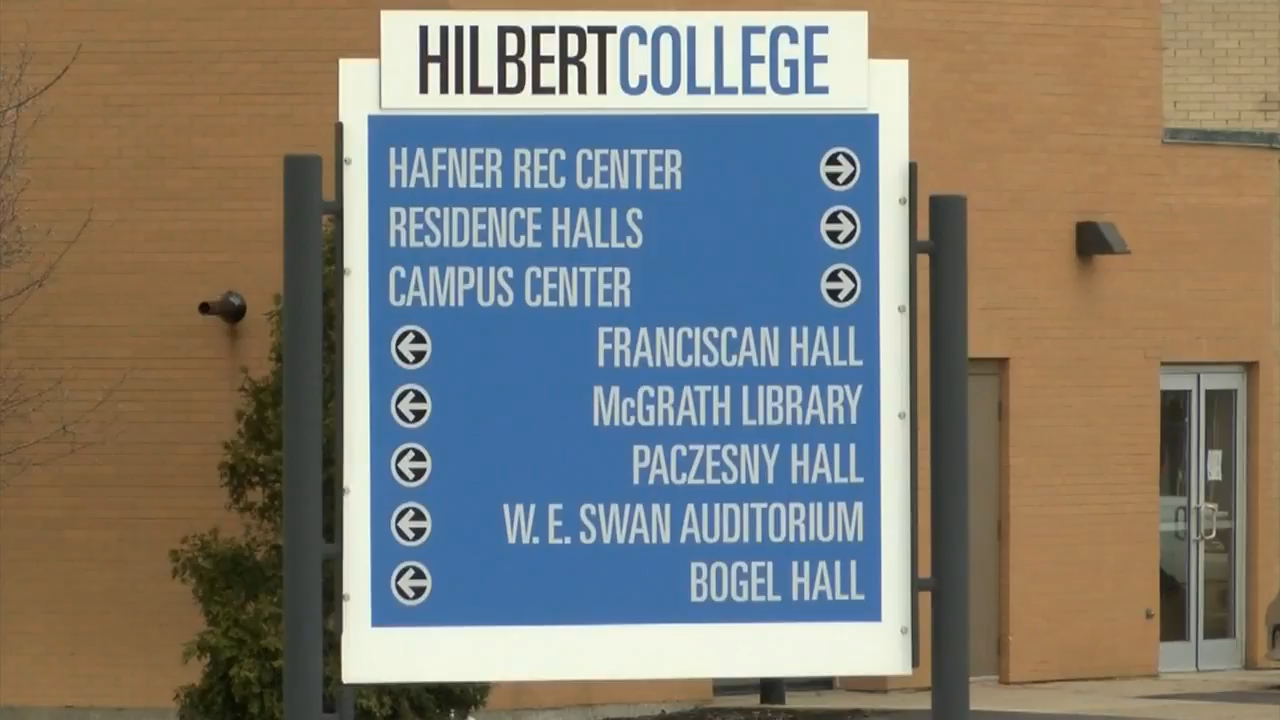 HILBERTCOLLEGE
HAFNER REC CENTER
RESIDENCE HALLS
CAMPUS CENTER
FRANCISCAN HALL
McGRATH LIBRARY
PACZESNY HALL
W. E. SWAN AUDITORIUM
BOGEL HALL